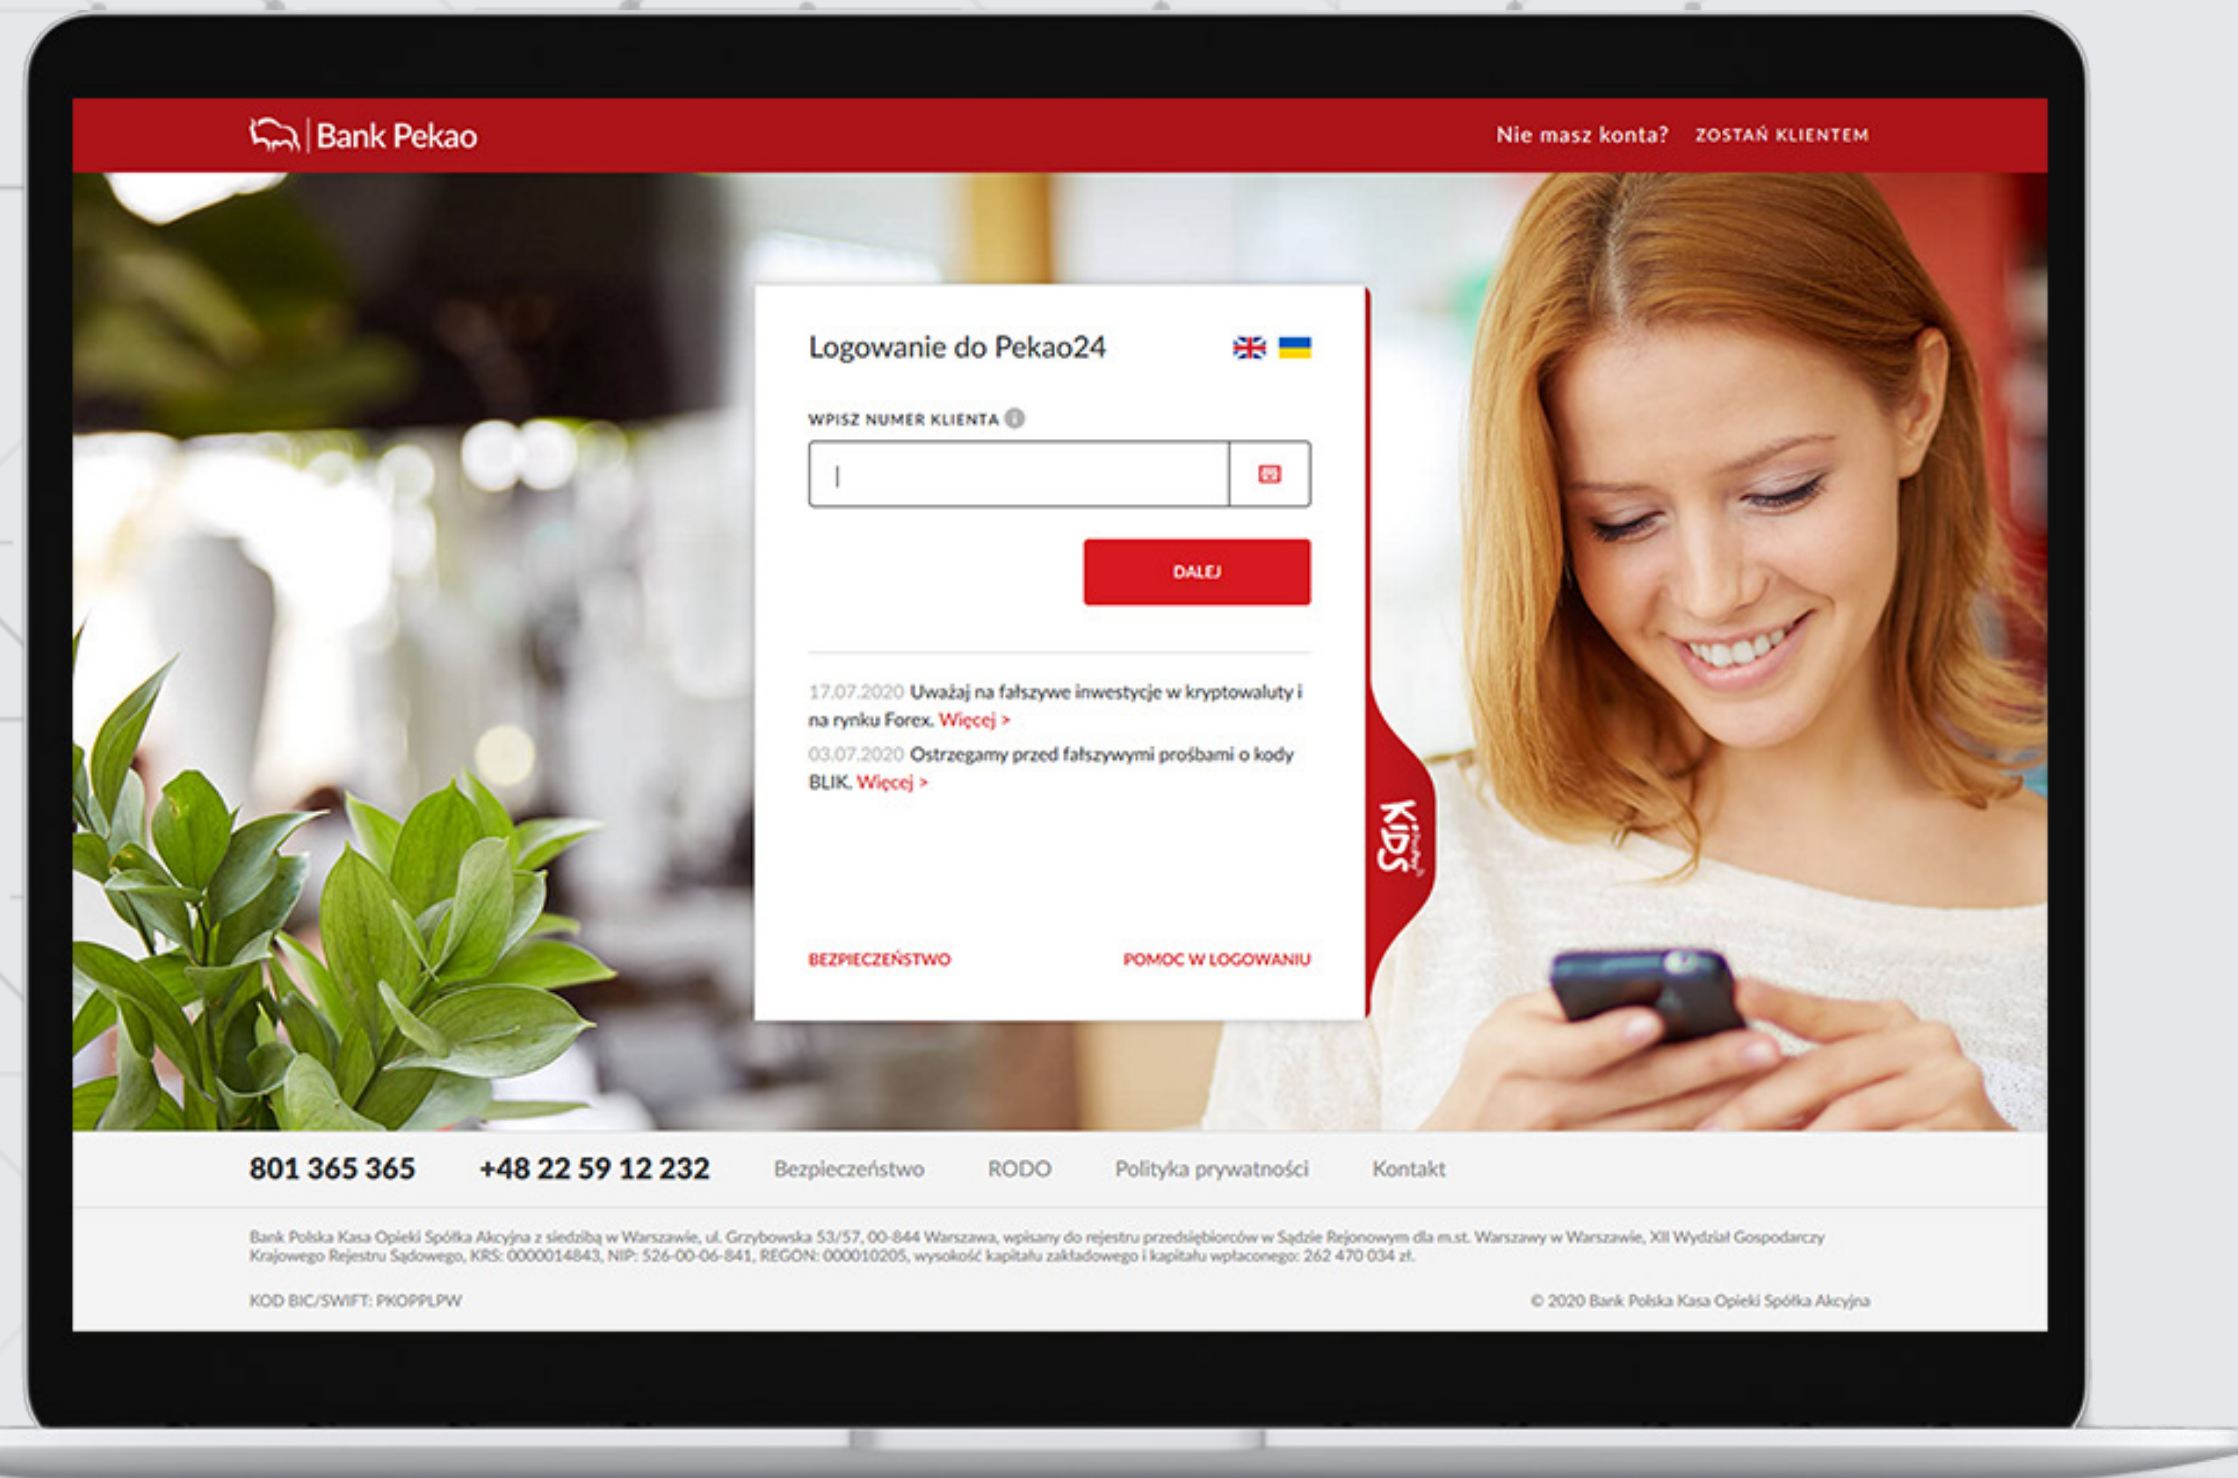 Bank Pekao
Nie masz konta? ZOSTAŃ KLIENTEM
Logowanie do Pekao24
WPISZ NUMER KLIENTA
DALEJ
17.07.2020 Uważaj na fałszywe inwestycje w kryptowaluty i
na rynku Forex. Więcej >
03.07.2020 Ostrzegamy przed fałszywymi prośbami o kody
BLIK. Więcej >
KiDS
BEZPIECZEŃSTWO
POMOC W LOGOWANIU
801 365 365 +48 22 59 12 232 Bezpieczeństwo RODO Polityka prywatności Kontakt
Bank Polska Kasa Opieki Spółka Akcyjna z siedzibą w Warszawie, ul. Grzybowska 53/57, 00-844 Warszawa, wpisany do rejestru przedsiębiorców w Sądzie Rejonowym dla m.st. Warszawy w Warszawie, XII Wydział Gospodarczy
Krajowego Rejestru Sądowego, KRS: 0000014843, NIP: 526-00-06-841, REGON: 000010205, wysokość kapitału zakładowego i kapitału wpłaconego: 262 470 034 zł.
KOD BIC/SWIFT: PKOPPLPW
© 2020 Bank Polska Kasa Opieki Spółka Akcyjna